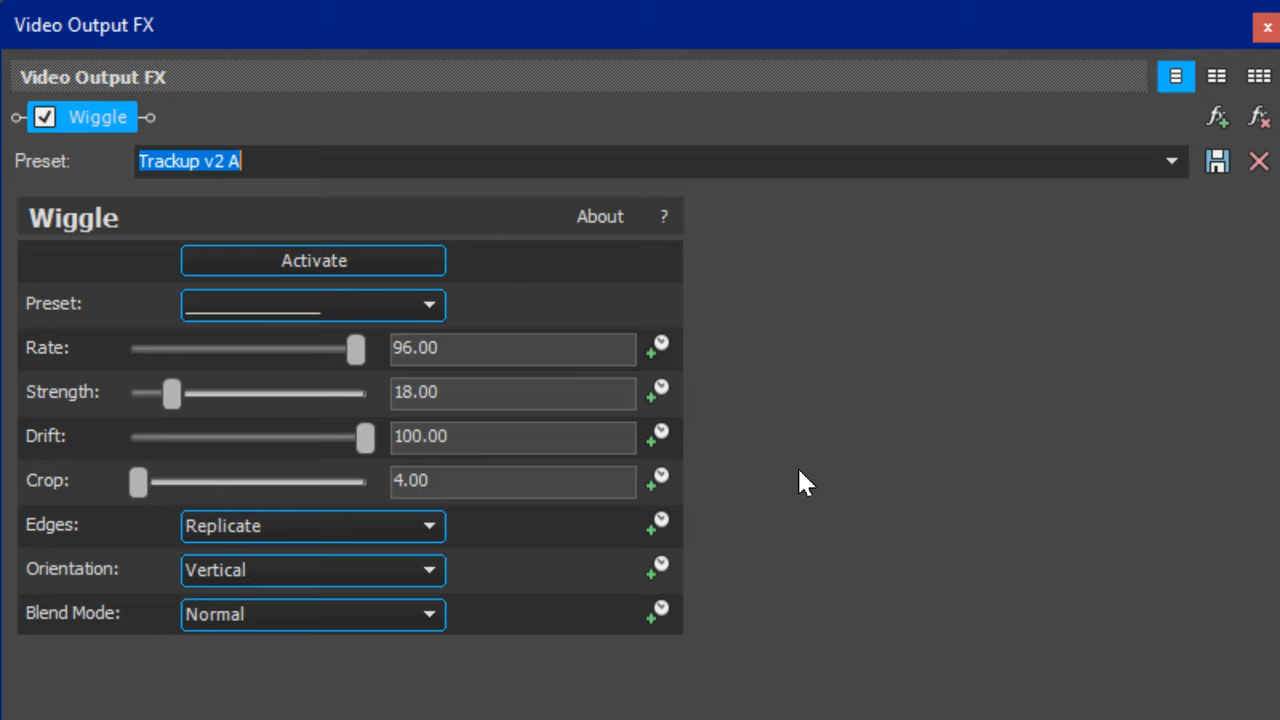 Video Output FX
x
Video Output FX
Wiggle
Preset: Trackup v2 A
Wiggle About ?
Activate
Preset: ______________
Rate: 96.00
Strength: 18.00
Drift: 100.00
Crop: 4.00
Edges: Replicate
Orientation: Vertical
Blend Mode: Normal